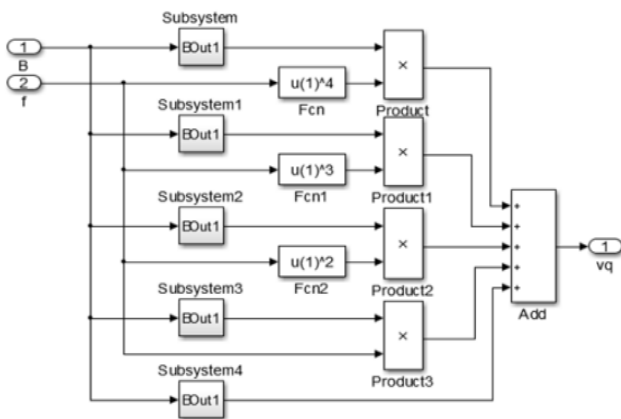 Subsystem
1
B
BOut1
×
2
f
u(1)^4
Fcn
Product
Subsystem1
BOut1
×
u(1)^3
Fcn1
Product1
Subsystem2
BOut1
×
u(1)^2
Fcn2
Product2
+
+
+
+
+
Add
1
vq
Subsystem3
BOut1
×
Product3
Subsystem4
BOut1